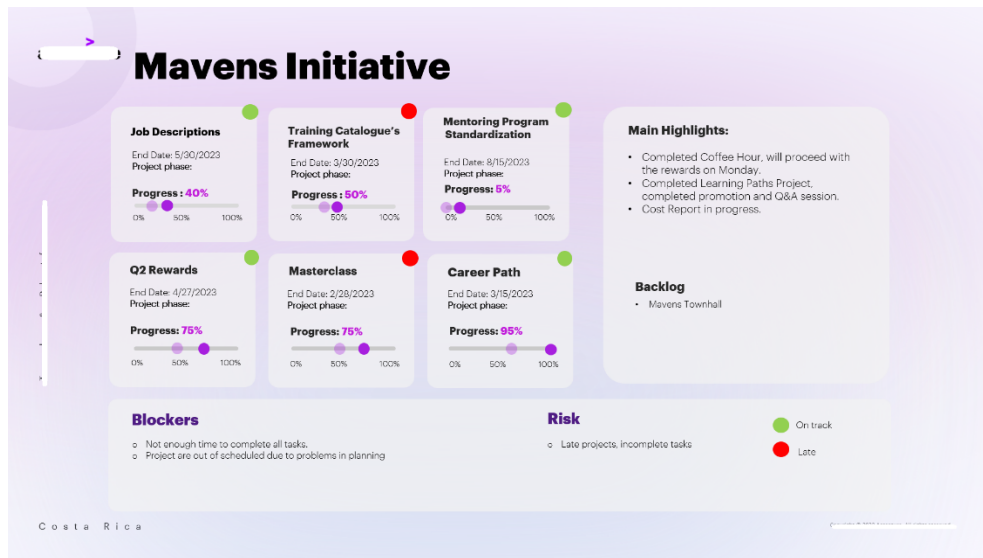 >
Mavens Initiative
Job Descriptions
End Date: 5/30/2023
Project phase:
Progress : 40%
0% 50% 100%
Training Catalogue's
Framework
End Date: 3/30/2023
Project phase:
Progress : 50%
0% 50% 100%
Mentoring Program
Standardization
End Date: 8/15/2023
Project phase:
Progress: 5%
0% 50% 100%
Q2 Rewards
End Date: 4/27/2023
Project phase:
Progress: 75%
0% 50% 100%
Masterclass
End Date: 2/28/2023
Project phase:
Progress: 75%
0% 50% 100%
Career Path
End Date: 3/15/2023
Project phase:
Progress: 95%
0% 50% 100%
Main Highlights:
• Completed Coffee Hour, will proceed with
the rewards on Monday.
• Completed Learning Paths Project,
completed promotion and Q&A session.
• Cost Report in progress.
Backlog
• Mavens Townhall
Blockers
o Not enough time to complete all tasks.
o Project are out of scheduled due to problems in planning
Risk
o Late projects, incomplete tasks
On track
Late
Costa Rica